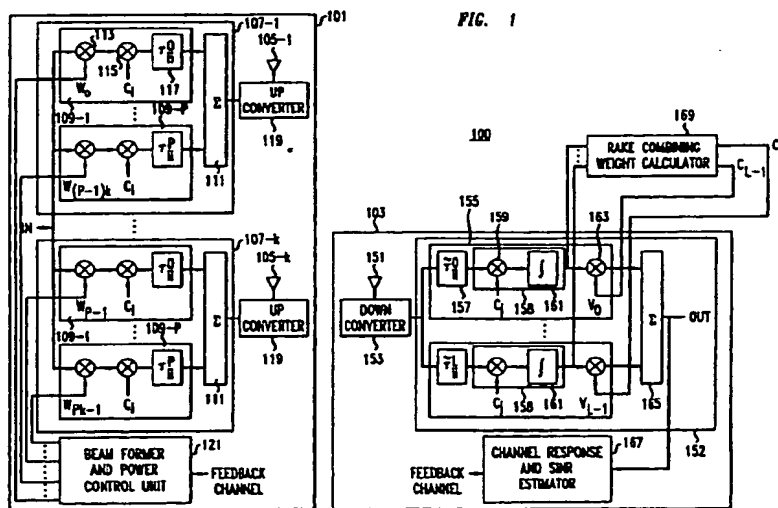 FIG. 1
101
107-1
113
105-1
115
117
W0
Ci
109-1
109-P
UP
CONVERTER
119
Σ
W(P-1)k
Ci
111
IN
107-k
105-k
WP-1
Ci
109-1
109-P
UP
CONVERTER
119
Σ
WPk-1
Ci
111
121
BEAM FORMER
AND POWER
CONTROL UNIT
FEEDBACK
CHANNEL
100
169
RAKE COMBINING
WEIGHT CALCULATOR
C
CL-1
103
155
159
163
151
157
158
161
Ci
V0
DOWN
CONVERTER
153
Σ
OUT
158
161
Ci
VL-1
165
167
152
CHANNEL RESPONSE
AND SINR
ESTIMATOR
FEEDBACK
CHANNEL